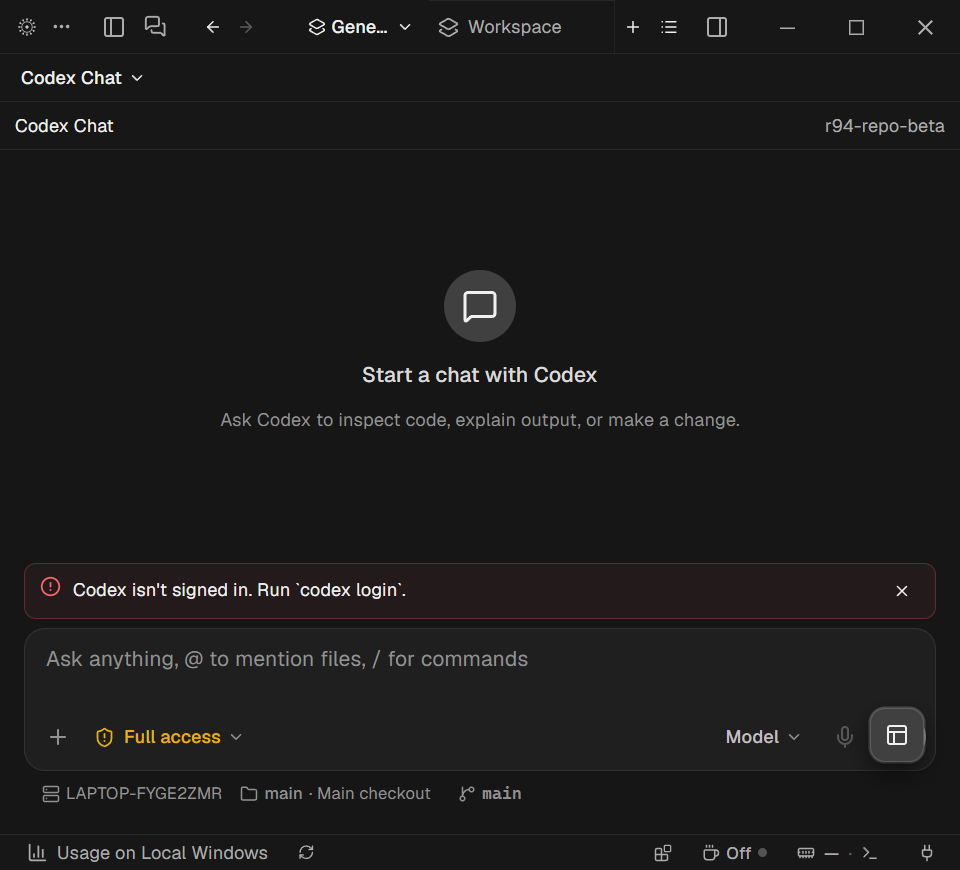 Gene... Workspace
Codex Chat
Codex Chat r94-repo-beta
Start a chat with Codex
Ask Codex to inspect code, explain output, or make a change.
Codex isn't signed in. Run `codex login`.
Ask anything, @ to mention files, / for commands
Full access Model
LAPTOP-FYGE2ZMR main · Main checkout main
Usage on Local Windows Off — ·